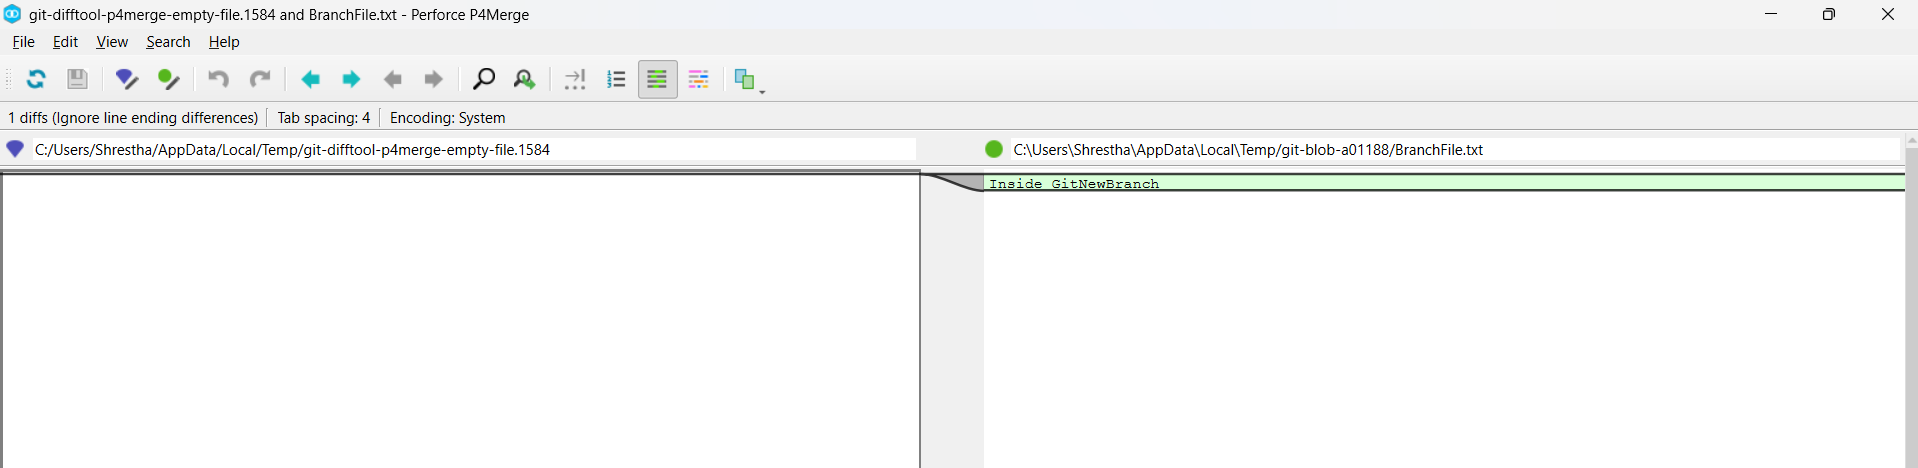 git-difftool-p4merge-empty-file.1584 and BranchFile.txt - Perforce P4Merge
File Edit View Search Help
1 diffs (Ignore line ending differences) Tab spacing: 4 Encoding: System
C:/Users/Shrestha/AppData/Local/Temp/git-difftool-p4merge-empty-file.1584
C:\Users\Shrestha\AppData\Local\Temp/git-blob-a01188/BranchFile.txt
Inside GitNewBranch